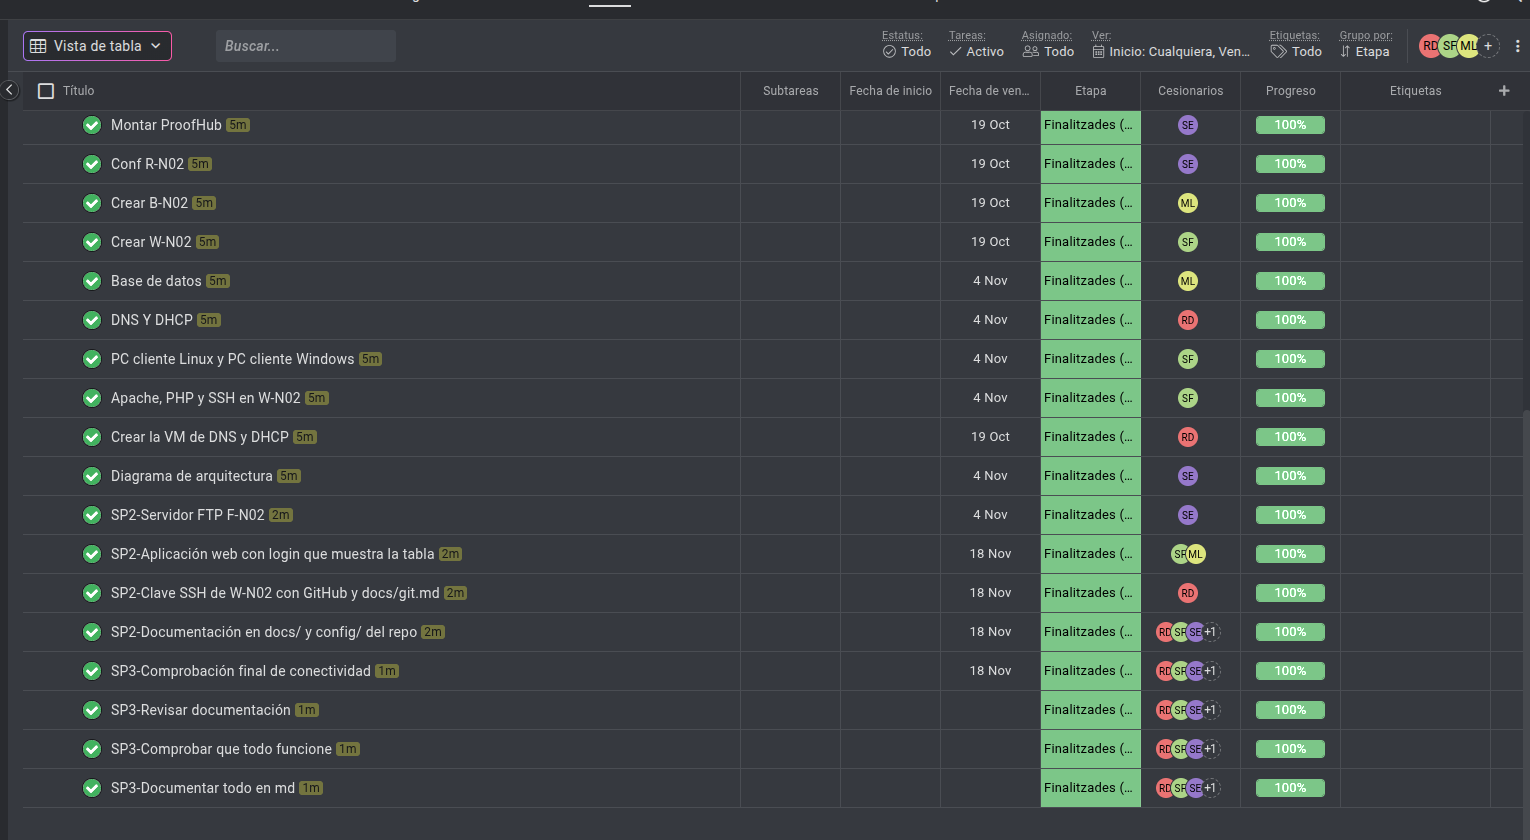 Estatus: Tareas: Asignado: Ver: Etiquetas: Grupo por:
Vista de tabla Buscar... Todo Activo Todo Inicio: Cualquiera, Ven... Todo Etapa RD SF ML +
Título Subtareas Fecha de inicio Fecha de ven... Etapa Cesionarios Progreso Etiquetas +
Montar ProofHub 5m 19 Oct Finalitzades (... SE 100%
Conf R-N02 5m 19 Oct Finalitzades (... SE 100%
Crear B-N02 5m 19 Oct Finalitzades (... ML 100%
Crear W-N02 5m 19 Oct Finalitzades (... SF 100%
Base de datos 5m 4 Nov Finalitzades (... ML 100%
DNS Y DHCP 5m 4 Nov Finalitzades (... RD 100%
PC cliente Linux y PC cliente Windows 5m 4 Nov Finalitzades (... SF 100%
Apache, PHP y SSH en W-N02 5m 4 Nov Finalitzades (... SF 100%
Crear la VM de DNS y DHCP 5m 19 Oct Finalitzades (... RD 100%
Diagrama de arquitectura 5m 4 Nov Finalitzades (... SE 100%
SP2-Servidor FTP F-N02 2m 4 Nov Finalitzades (... SE 100%
SP2-Aplicación web con login que muestra la tabla 2m 18 Nov Finalitzades (... SF ML 100%
SP2-Clave SSH de W-N02 con GitHub y docs/git.md 2m 18 Nov Finalitzades (... RD 100%
SP2-Documentación en docs/ y config/ del repo 2m 18 Nov Finalitzades (... RD SF SE +1 100%
SP3-Comprobación final de conectividad 1m 18 Nov Finalitzades (... RD SF SE +1 100%
SP3-Revisar documentación 1m Finalitzades (... RD SF SE +1 100%
SP3-Comprobar que todo funcione 1m Finalitzades (... RD SF SE +1 100%
SP3-Documentar todo en md 1m Finalitzades (... RD SF SE +1 100%